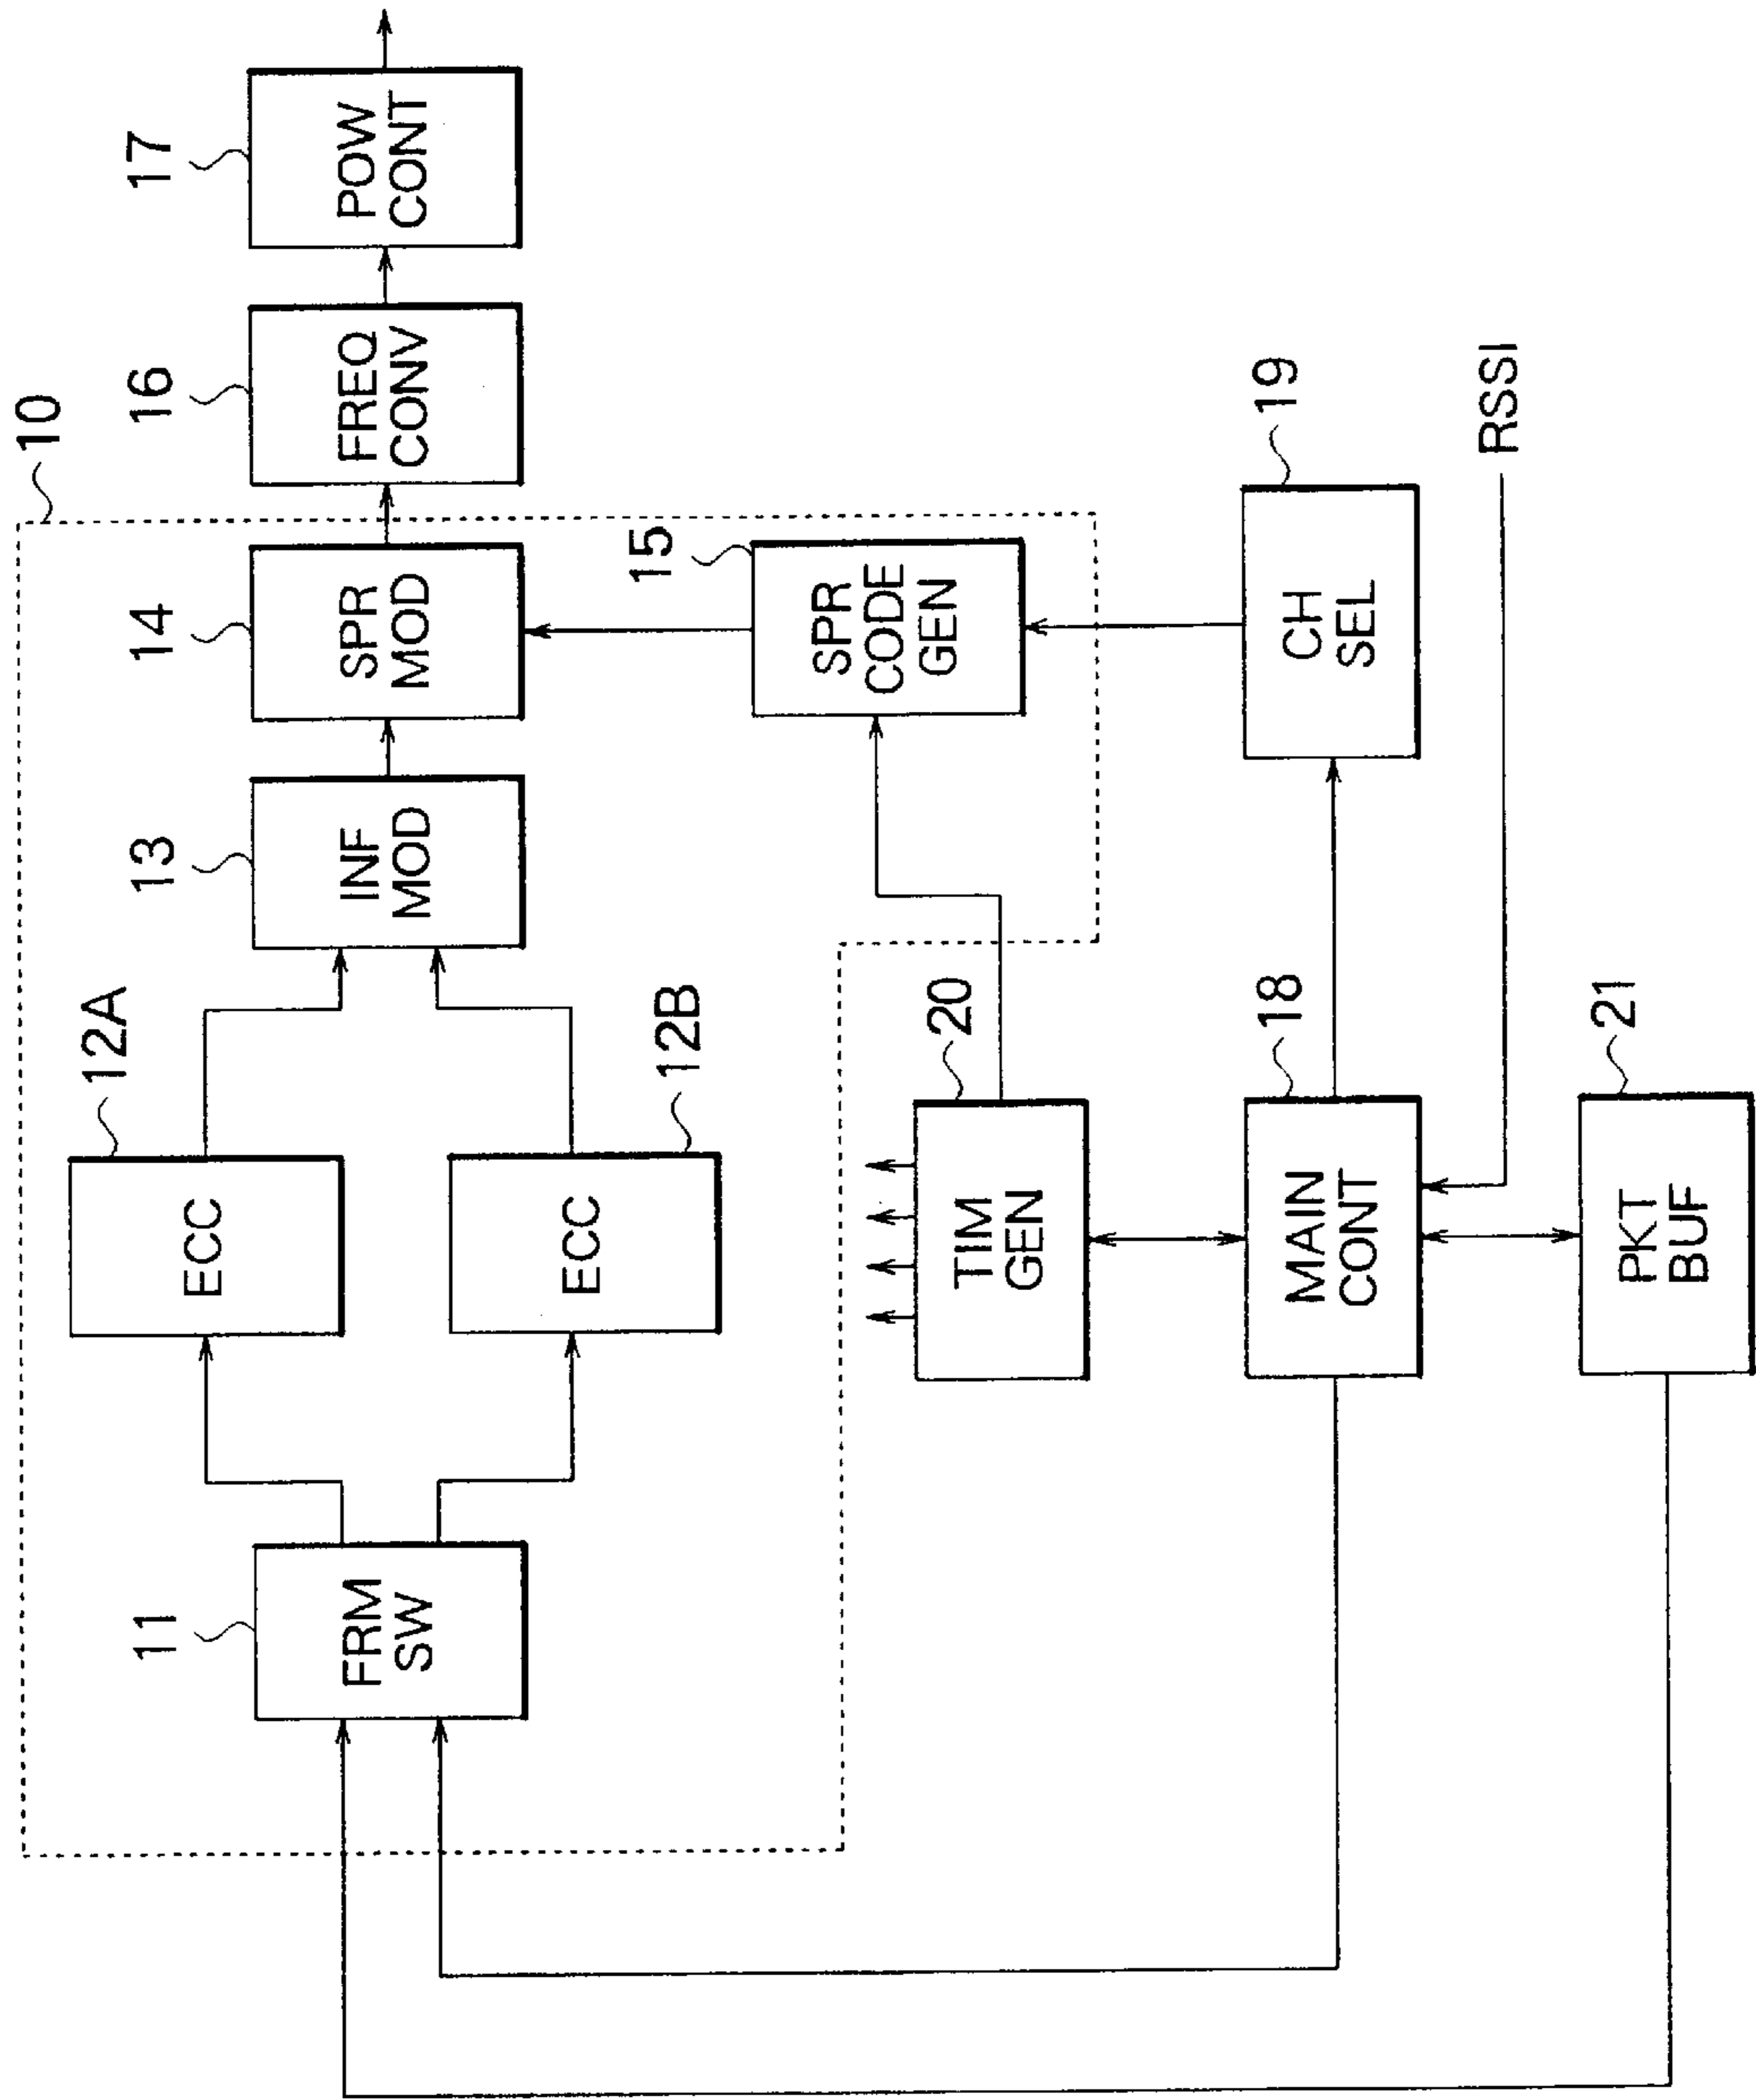 10
11
FRM
SW
12A
ECC
12B
ECC
13
INF
MOD
14
SPR
MOD
15
SPR
CODE
GEN
16
FREQ
CONV
17
POW
CONT
20
TIM
GEN
18
MAIN
CONT
19
CH
SEL
RSSI
21
PKT
BUF